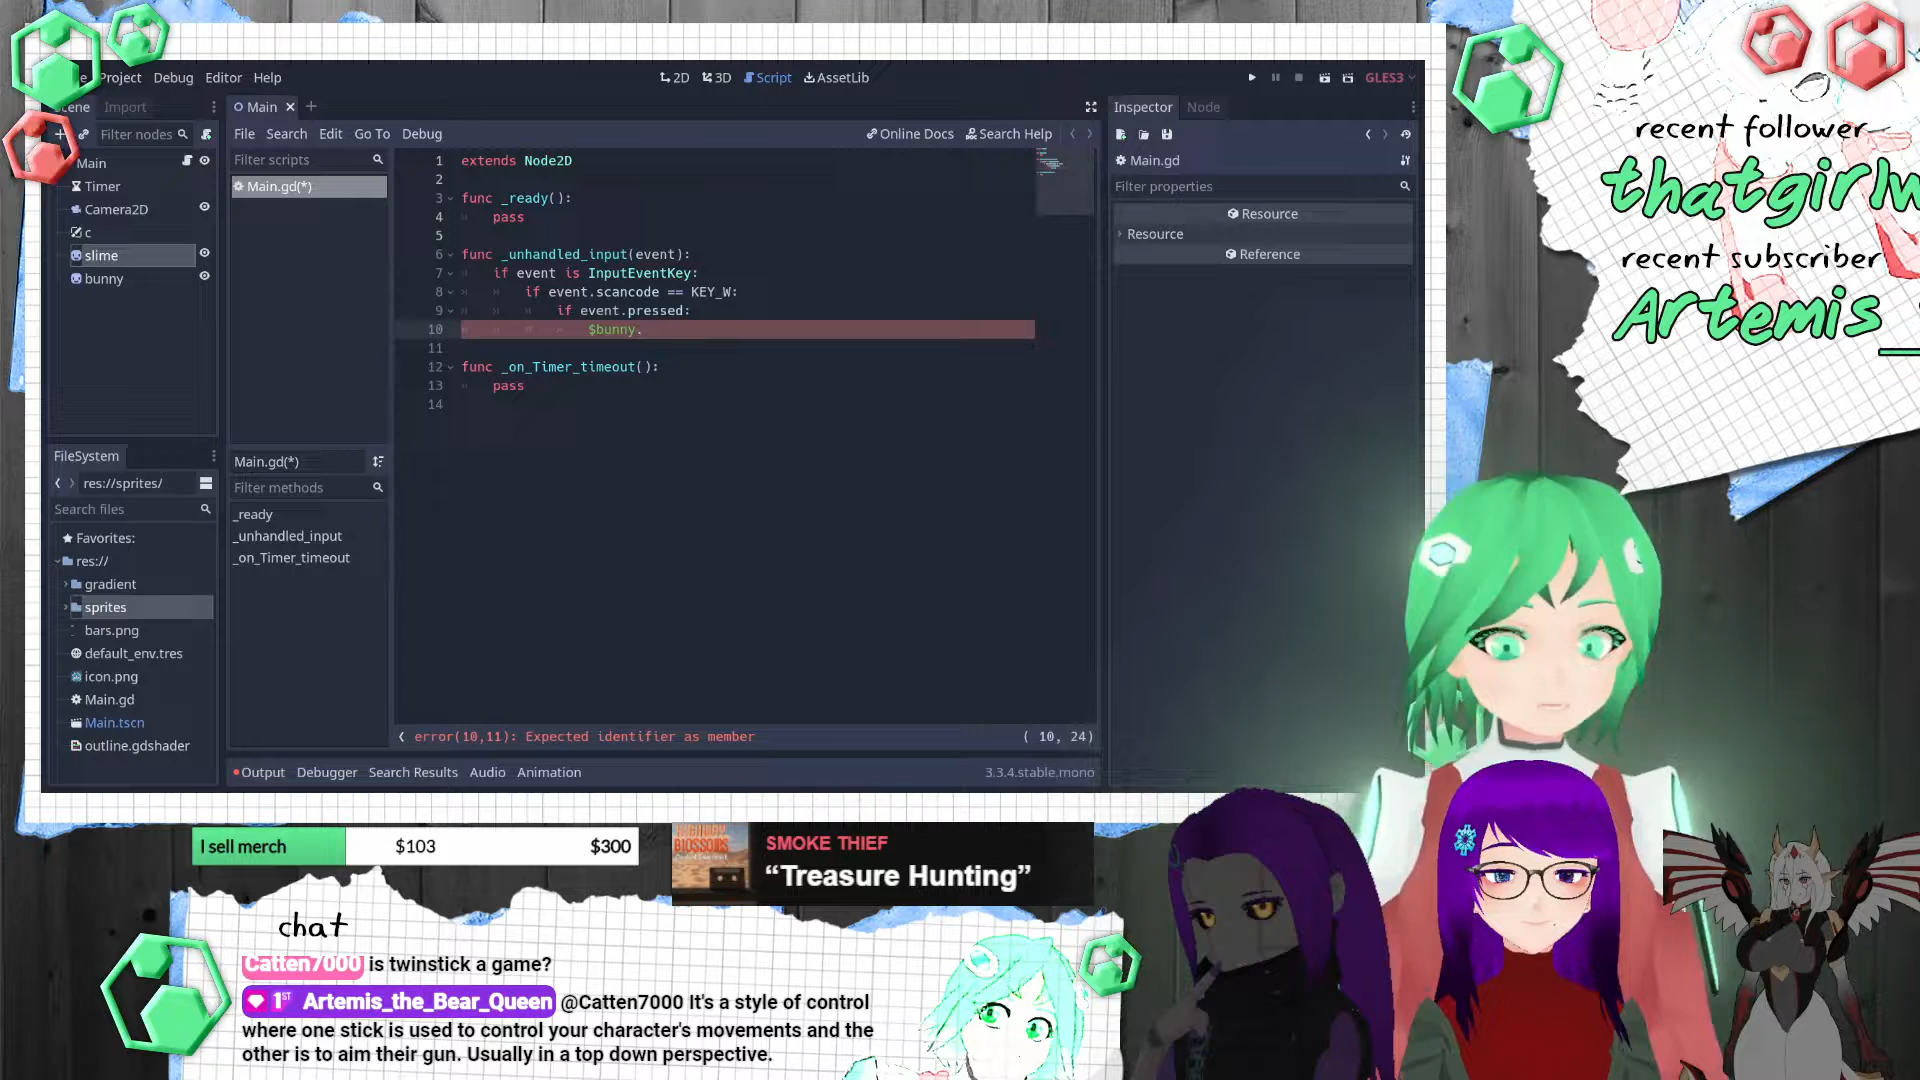 Project Debug Editor Help
2D 3D Script AssetLib
GLES3
Scene Import
Main
Inspector Node
Filter nodes
File Search Edit Go To Debug
Online Docs Search Help
Main
Timer
Camera2D
c
slime
bunny
Filter scripts
Main.gd(*)
1 extends Node2D
2
3 func _ready():
4 pass
5
6 func _unhandled_input(event):
7 if event is InputEventKey:
8 if event.scancode == KEY_W:
9 if event.pressed:
10 $bunny.
11
12 func _on_Timer_timeout():
13 pass
14
Main.gd
Filter properties
Resource
Resource
Reference
Main.gd(*)
Filter methods
_ready
_unhandled_input
_on_Timer_timeout
FileSystem
res://sprites/
Search files
Favorites:
res://
gradient
sprites
bars.png
default_env.tres
icon.png
Main.gd
Main.tscn
outline.gdshader
error(10,11): Expected identifier as member
( 10, 24)
Output Debugger Search Results Audio Animation
3.3.4.stable.mono
recent follower
recent subscriber
Artemis_
I sell merch $103 $300
SMOKE THIEF
“Treasure Hunting”
chat
Catten7000 is twinstick a game?
1ST Artemis_the_Bear_Queen @Catten7000 It's a style of control
where one stick is used to control your character's movements and the
other is to aim their gun. Usually in a top down perspective.